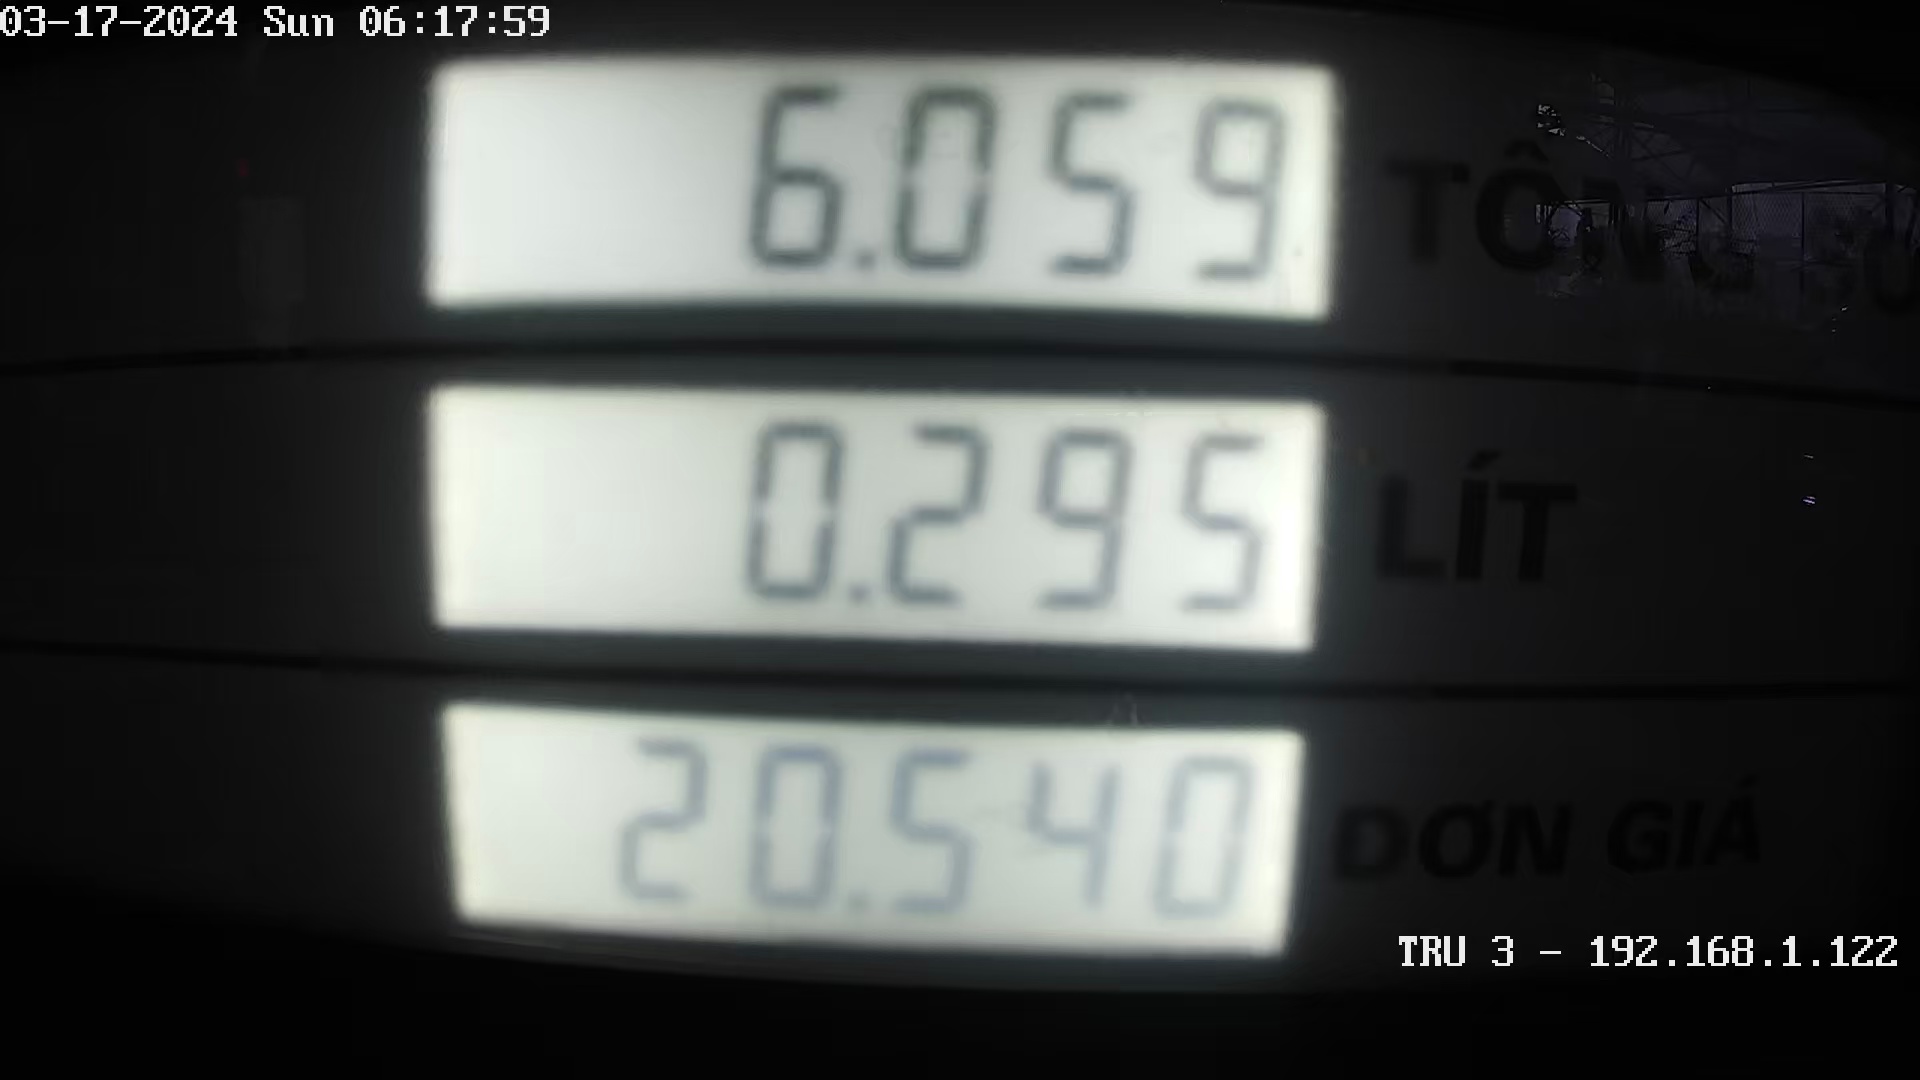 03-17-2024 Sun 06:17:59
6.059
TỔNG
0.295
LÍT
20.540
ĐƠN GIÁ
TRU 3 - 192.168.1.122